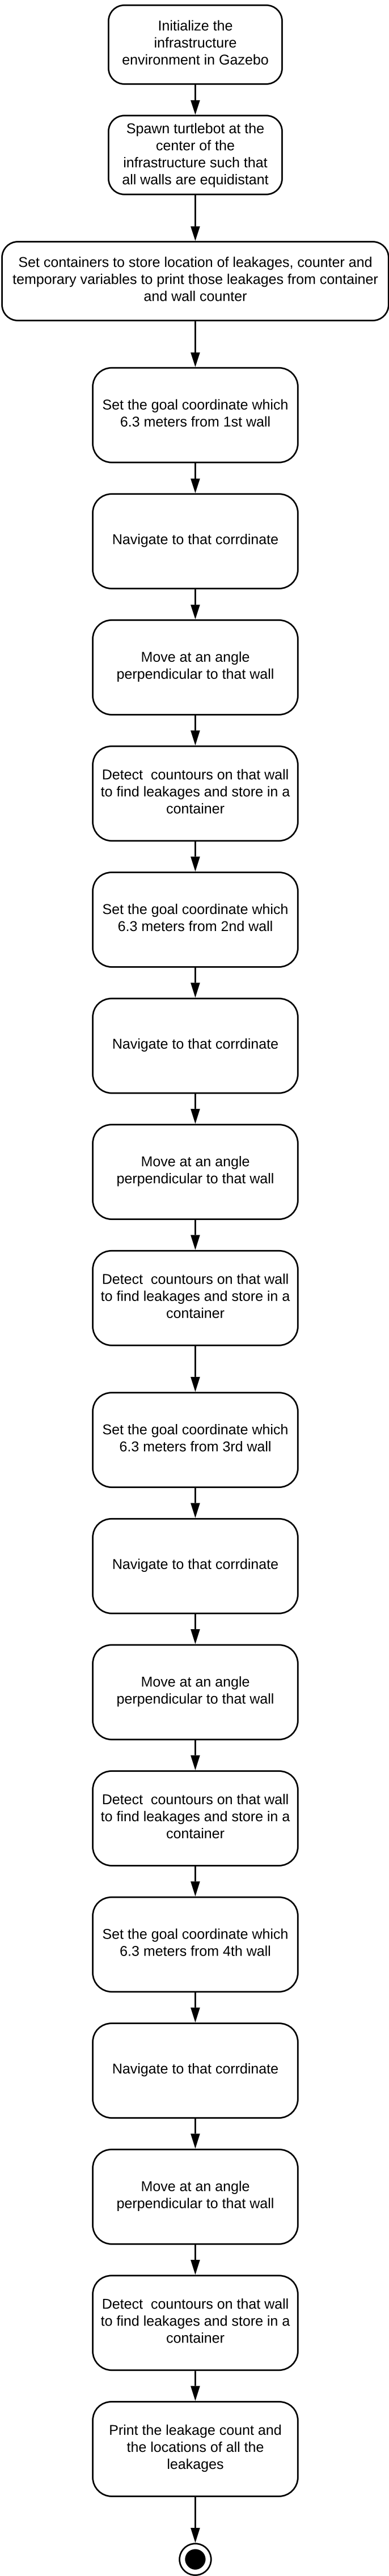 Initialize the
infrastructure
environment in Gazebo
Spawn turtlebot at the
center of the
infrastructure such that
all walls are equidistant
Set containers to store location of leakages, counter and
temporary variables to print those leakages from container
and wall counter
Set the goal coordinate which
6.3 meters from 1st wall
Navigate to that corrdinate
Move at an angle
perpendicular to that wall
Detect  countours on that wall
to find leakages and store in a
container
Set the goal coordinate which
6.3 meters from 2nd wall
Navigate to that corrdinate
Move at an angle
perpendicular to that wall
Detect  countours on that wall
to find leakages and store in a
container
Set the goal coordinate which
6.3 meters from 3rd wall
Navigate to that corrdinate
Move at an angle
perpendicular to that wall
Detect  countours on that wall
to find leakages and store in a
container
Set the goal coordinate which
6.3 meters from 4th wall
Navigate to that corrdinate
Move at an angle
perpendicular to that wall
Detect  countours on that wall
to find leakages and store in a
container
Print the leakage count and
the locations of all the
leakages